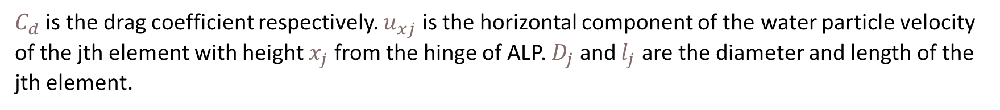 C_d is the drag coefficient respectively. u_xj is the horizontal component of the water particle velocity
of the jth element with height x_j from the hinge of ALP. D_j and l_j are the diameter and length of the
jth element.